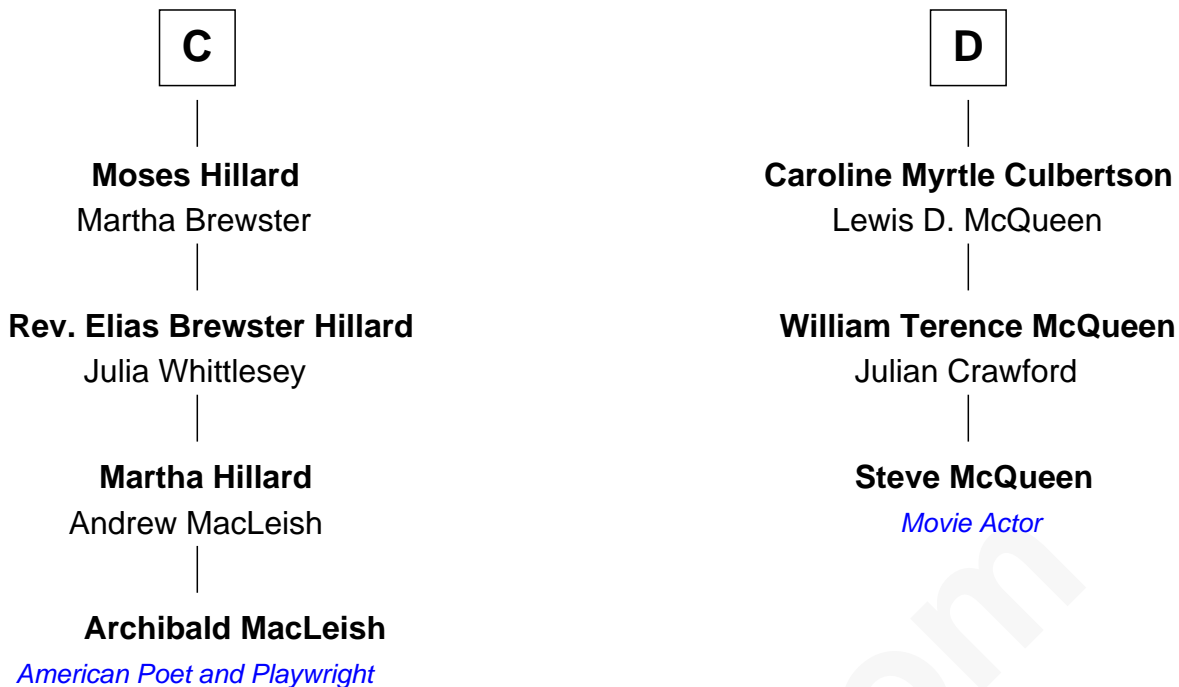 C
Moses Hillard
Martha Brewster
Rev. Elias Brewster Hillard
Julia Whittlesey
Martha Hillard
Andrew MacLeish
Archibald MacLeish
American Poet and Playwright
D
Caroline Myrtle Culbertson
Lewis D. McQueen
William Terence McQueen
Julian Crawford
Steve McQueen
Movie Actor
om